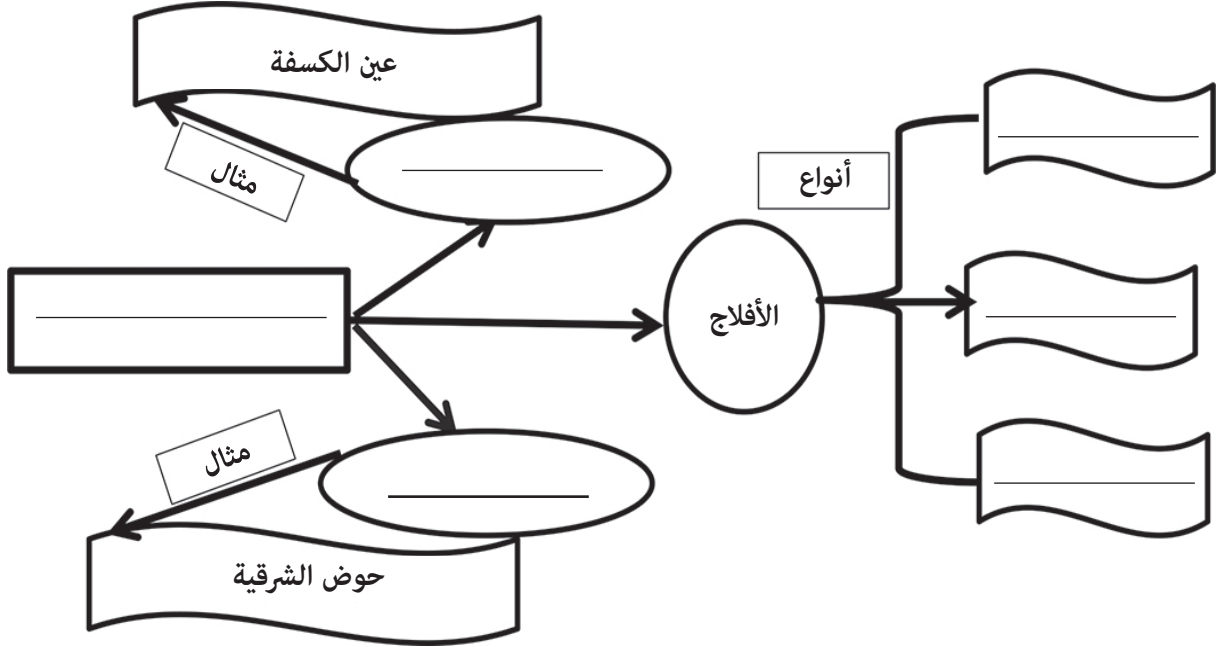 عين الكسفة
مثال
أنواع
الأفلاج
مثال
حوض الشرقية